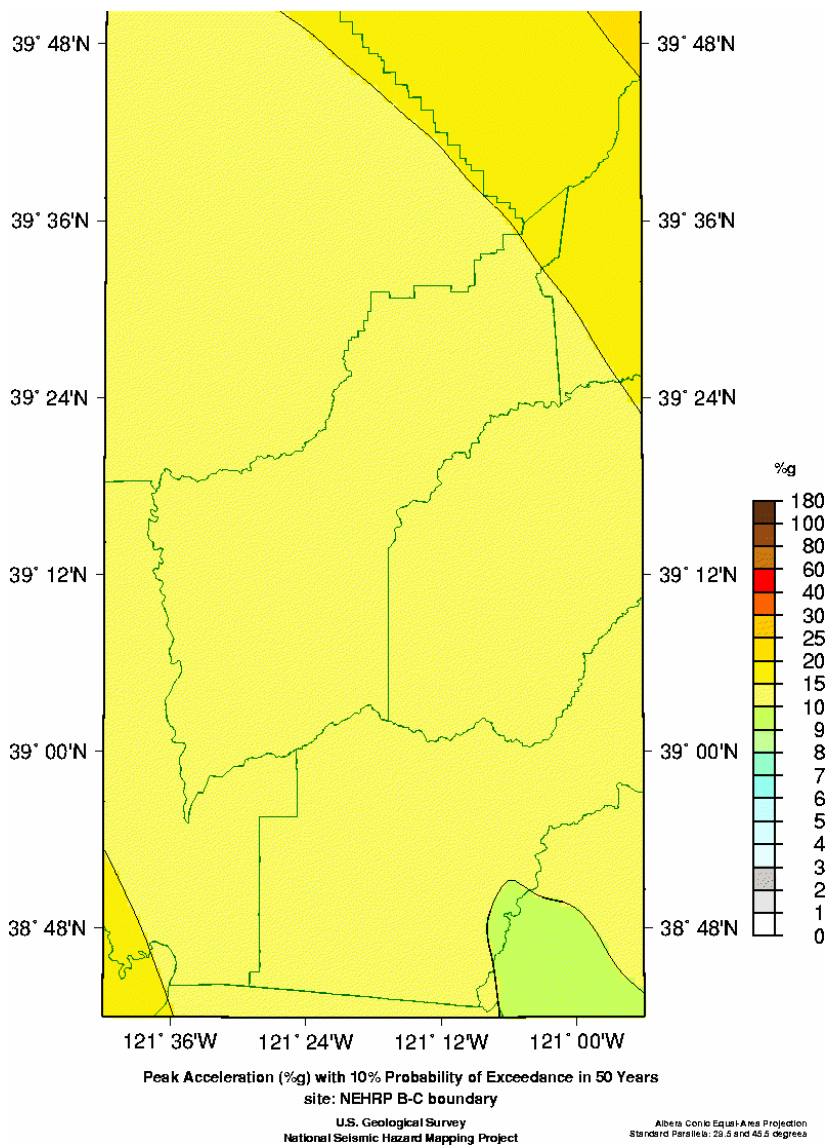 39° 48'N 39° 48'N
39° 36'N 39° 36'N
39° 24'N 39° 24'N
%g
180
100
80
39° 12'N 39° 12'N 60
40
30
25
20
15
10
39° 00'N 39° 00'N 9
8
7
6
5
4
3
2
38° 48'N 38° 48'N 1
0
121° 36'W 121° 24'W 121° 12'W 121° 00'W
Peak Acceleration (%g) with 10% Probability of Exceedance in 50 Years
site: NEHRP B-C boundary
U.S. Geological Survey
National Seismic Hazard Mapping Project
Albers Conic Equal-Area Projection
Standard Parallels: 29.5 and 45.5 degrees